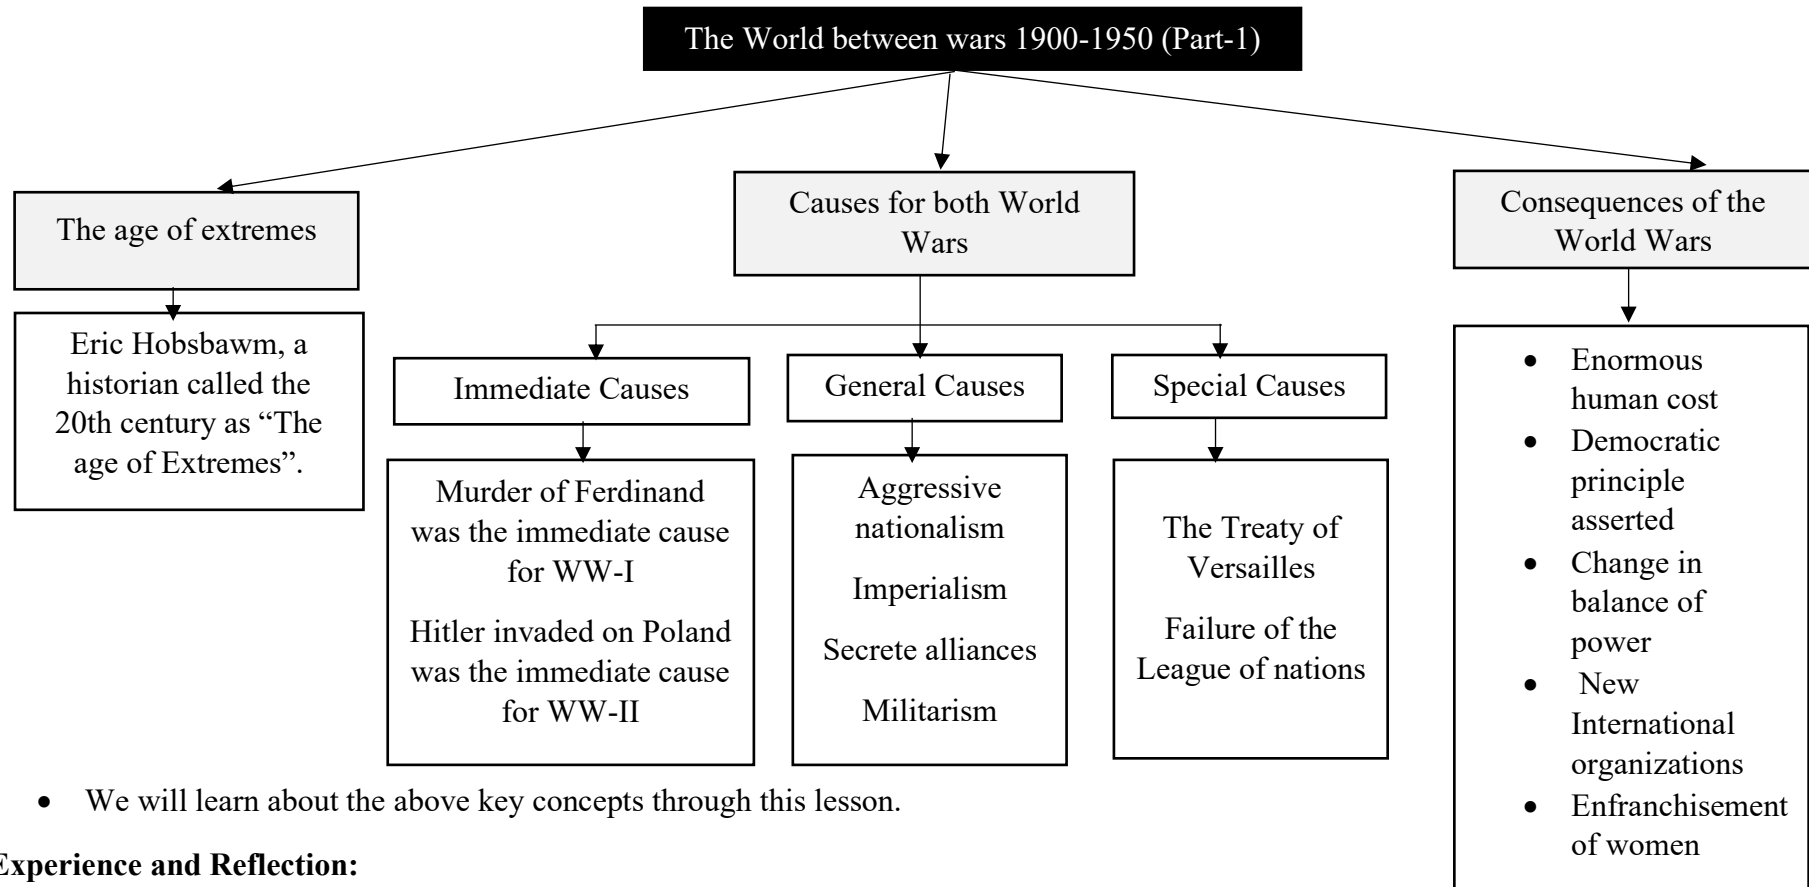 The World between wars 1900-1950 (Part-1)
The age of extremes
Eric Hobsbawm, a
historian called the
20th century as “The
age of Extremes”.
Causes for both World
Wars
Immediate Causes
Murder of Ferdinand
was the immediate cause
for WW-I
Hitler invaded on Poland
was the immediate cause
for WW-II
General Causes
Aggressive
nationalism
Imperialism
Secrete alliances
Militarism
Special Causes
The Treaty of
Versailles
Failure of the
League of nations
Consequences of the
World Wars
• Enormous
human cost
• Democratic
principle
asserted
• Change in
balance of
power
• New
International
organizations
• Enfranchisement
of women
• We will learn about the above key concepts through this lesson.
Experience and Reflection: